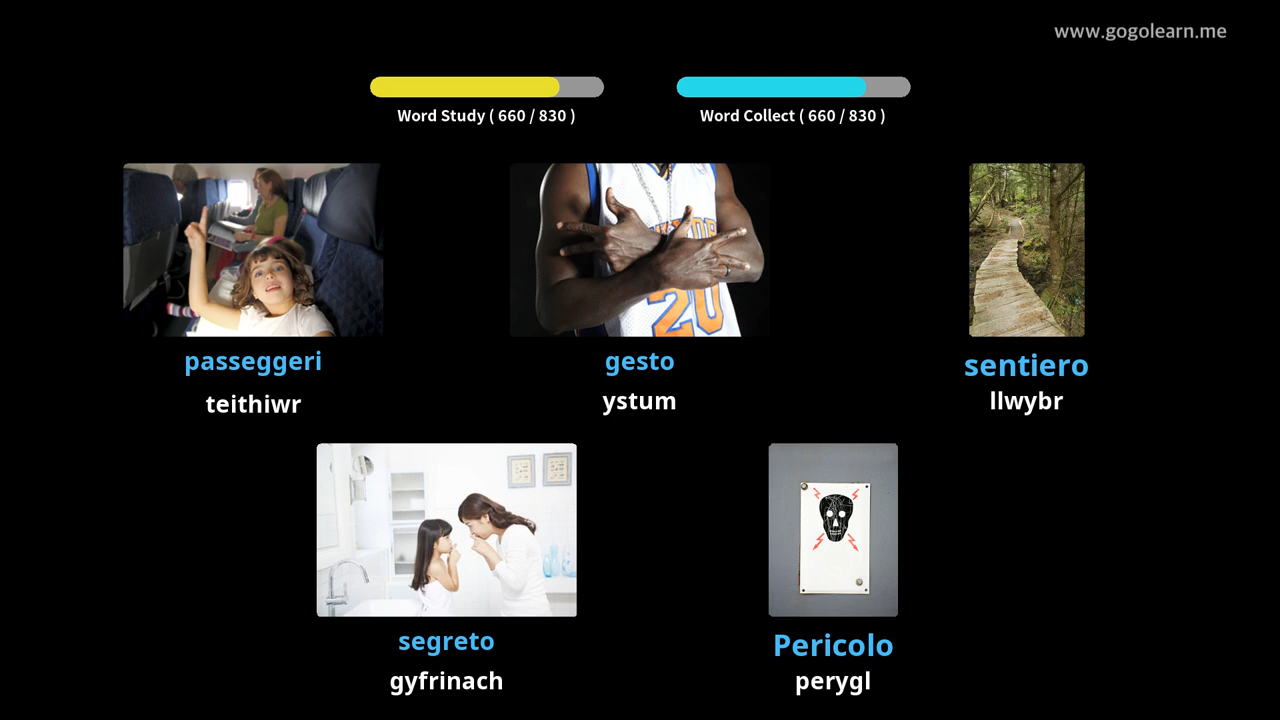 www.gogolearn.me
Word Study ( 660 / 830 )
Word Collect ( 660 / 830 )
20
passeggeri
gesto
sentiero
teithiwr
ystum
llwybr
segreto
Pericolo
gyfrinach
perygl